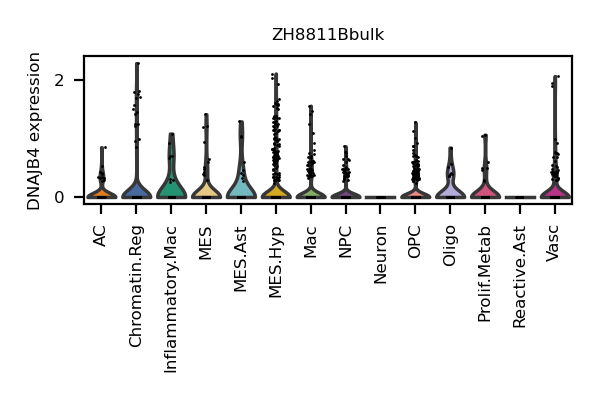 ZH8811Bbulk
DNAJB4 expression
2
0
AC
Chromatin.Reg
Inflammatory.Mac
MES
MES.Ast
MES.Hyp
Mac
NPC
Neuron
OPC
Oligo
Prolif.Metab
Reactive.Ast
Vasc